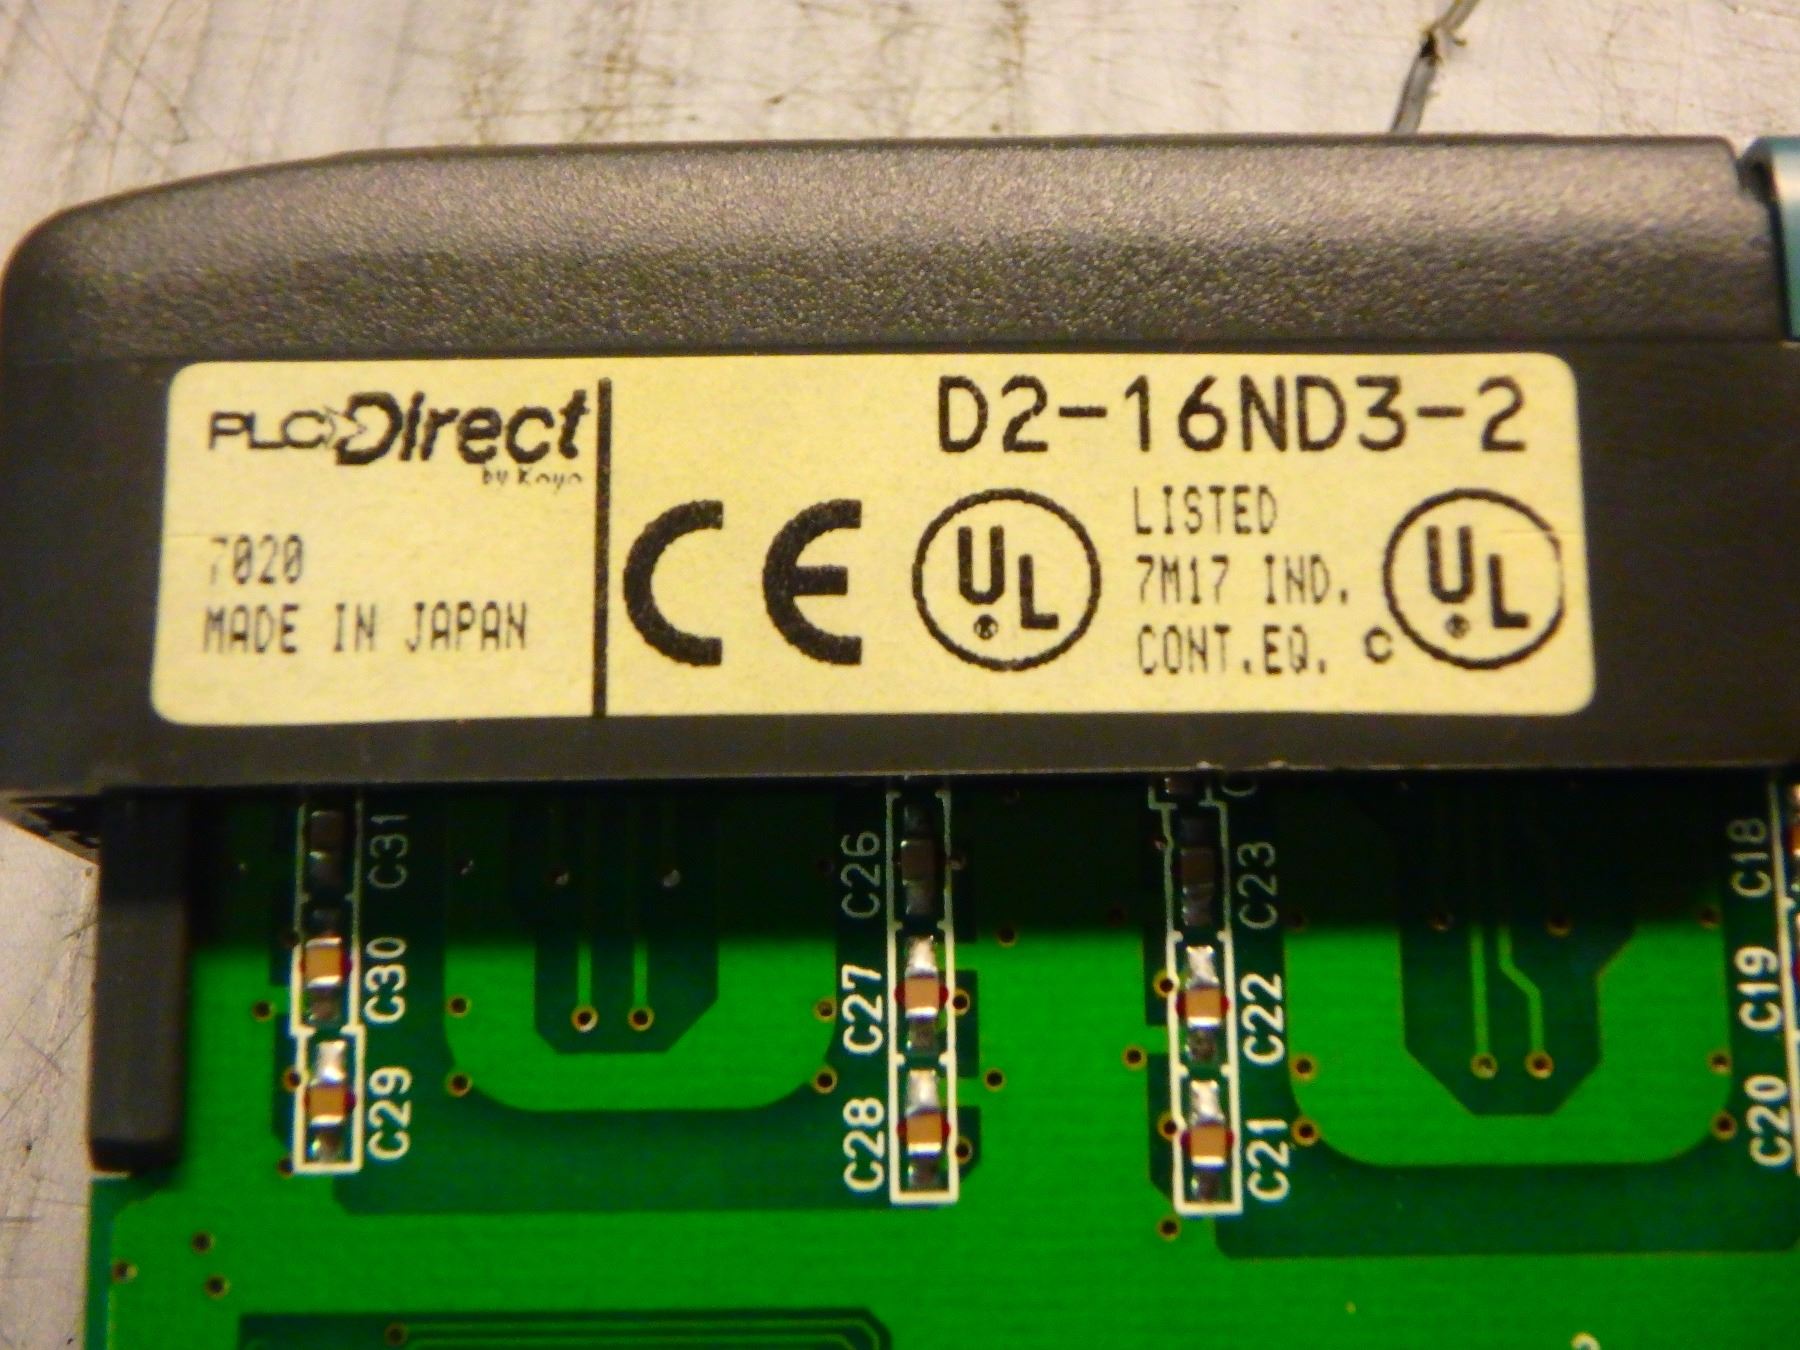 PLC Direct
by Koyo
D2-16ND3-2
7020
MADE IN JAPAN
CE
UL
LISTED
7M17 IND.
CONT.EQ.
c UL
C31
C30
C29
C26
C27
C28
C23
C22
C21
C18
C19
C20